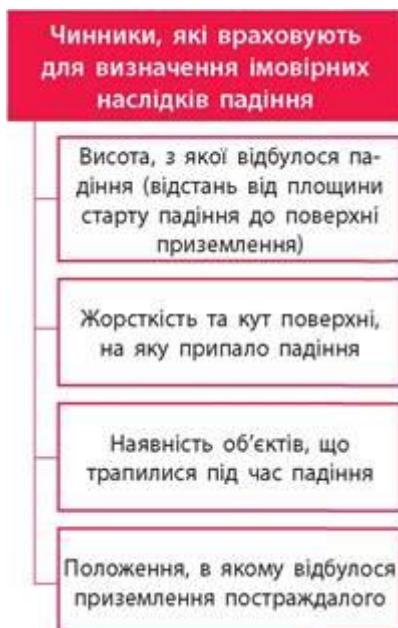 Чинники, які враховують
для визначення імовірних
наслідків падіння
Висота, з якої відбулося па-
діння (відстань від площини
старту падіння до поверхні
приземлення)
Жорсткість та кут поверхні,
на яку припало падіння
Наявність об’єктів, що
трапилися під час падіння
Положення, в якому відбулося
приземлення постраждалого